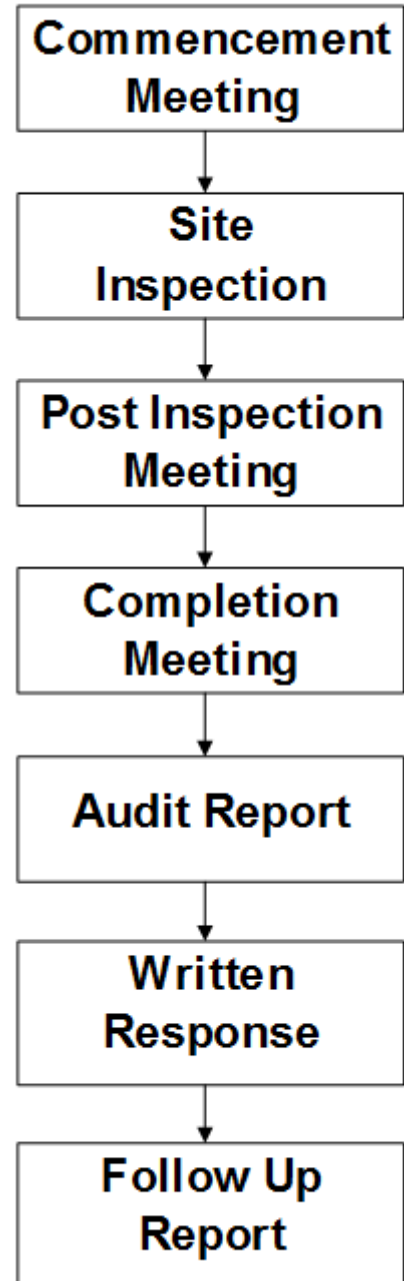 Commencement
Meeting
Site
Inspection
Post Inspection
Meeting
Completion
Meeting
Audit Report
Written
Response
Follow Up
Report